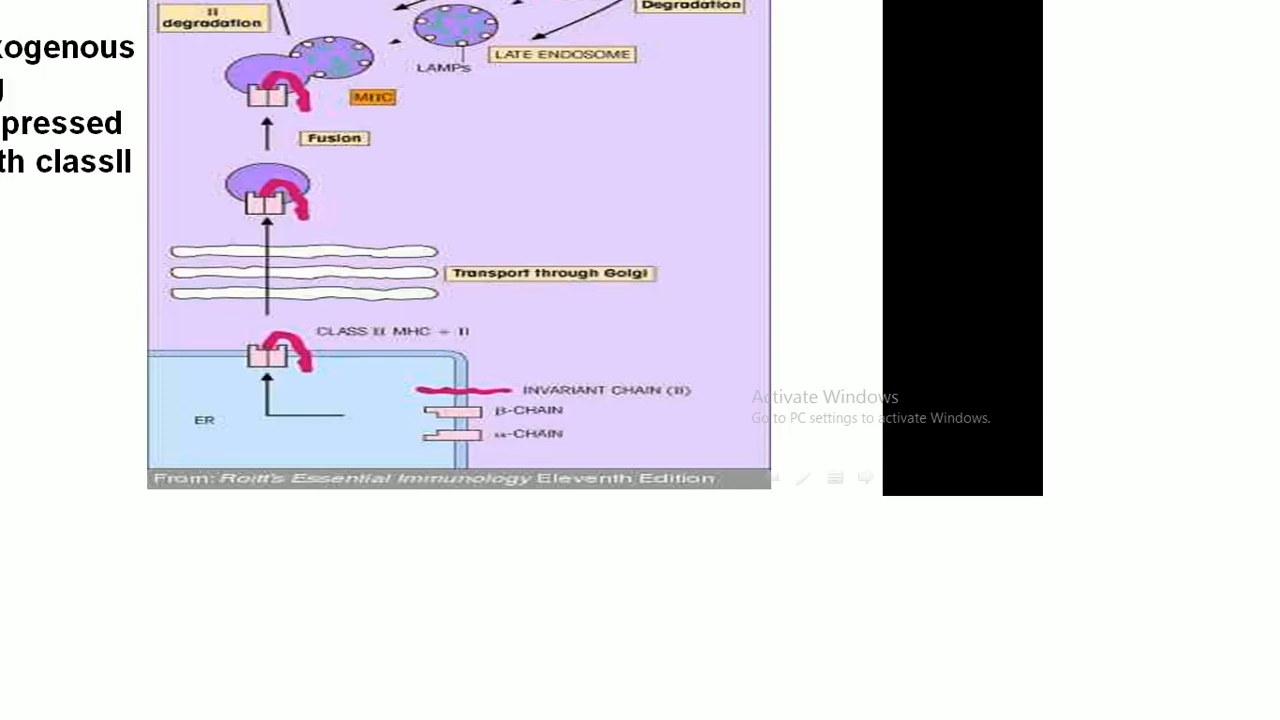 Ii
degradation
Degradation
LATE ENDOSOME
LAMPs
xogenous
g
pressed
th classII
MIIC
Fusion
Transport through Golgi
CLASS II MHC + Ii
INVARIANT CHAIN (Ii)
β-CHAIN
α-CHAIN
ER
Activate Windows
Go to PC settings to activate Windows.
From: Roitt's Essential Immunology Eleventh Edition